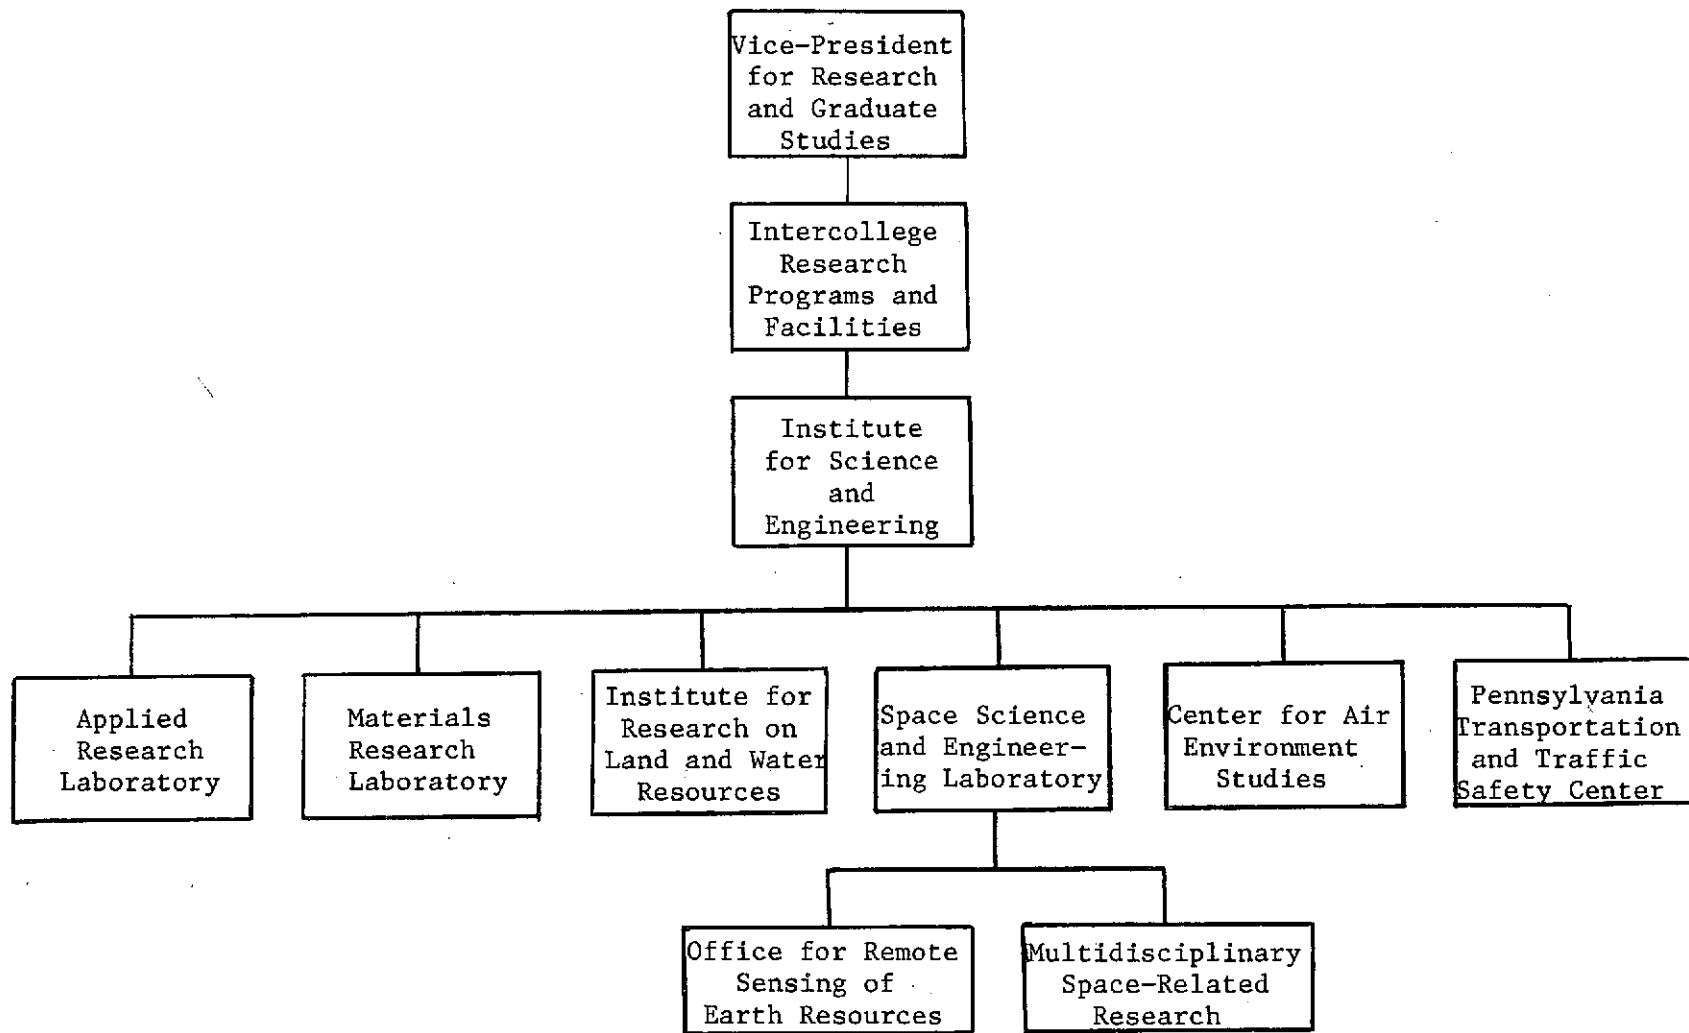 Vice-President
for Research
and Graduate
Studies
Intercollege
Research
Programs and
Facilities
Institute
for Science
and
Engineering
Applied
Research
Laboratory
Materials
Research
Laboratory
Institute for
Research on
Land and Water
Resources
Space Science
and Engineer-
ing Laboratory
Center for Air
Environment
Studies
Pennsylvania
Transportation
and Traffic
Safety Center
Office for Remote
Sensing of
Earth Resources
Multidisciplinary
Space-Related
Research